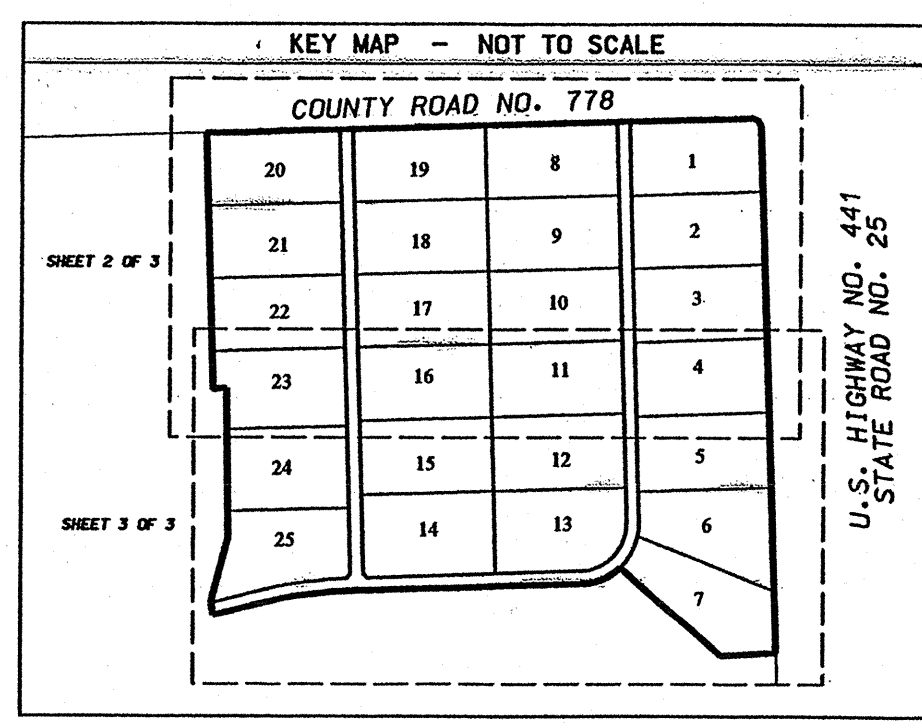 KEY MAP - NOT TO SCALE
COUNTY ROAD NO. 778
20 19 8 1
21 18 9 2
SHEET 2 OF 3
22 17 10 3
23 16 11 4
24 15 12 5
SHEET 3 OF 3
25 14 13 6
7
U.S. HIGHWAY NO. 441
STATE ROAD NO. 25